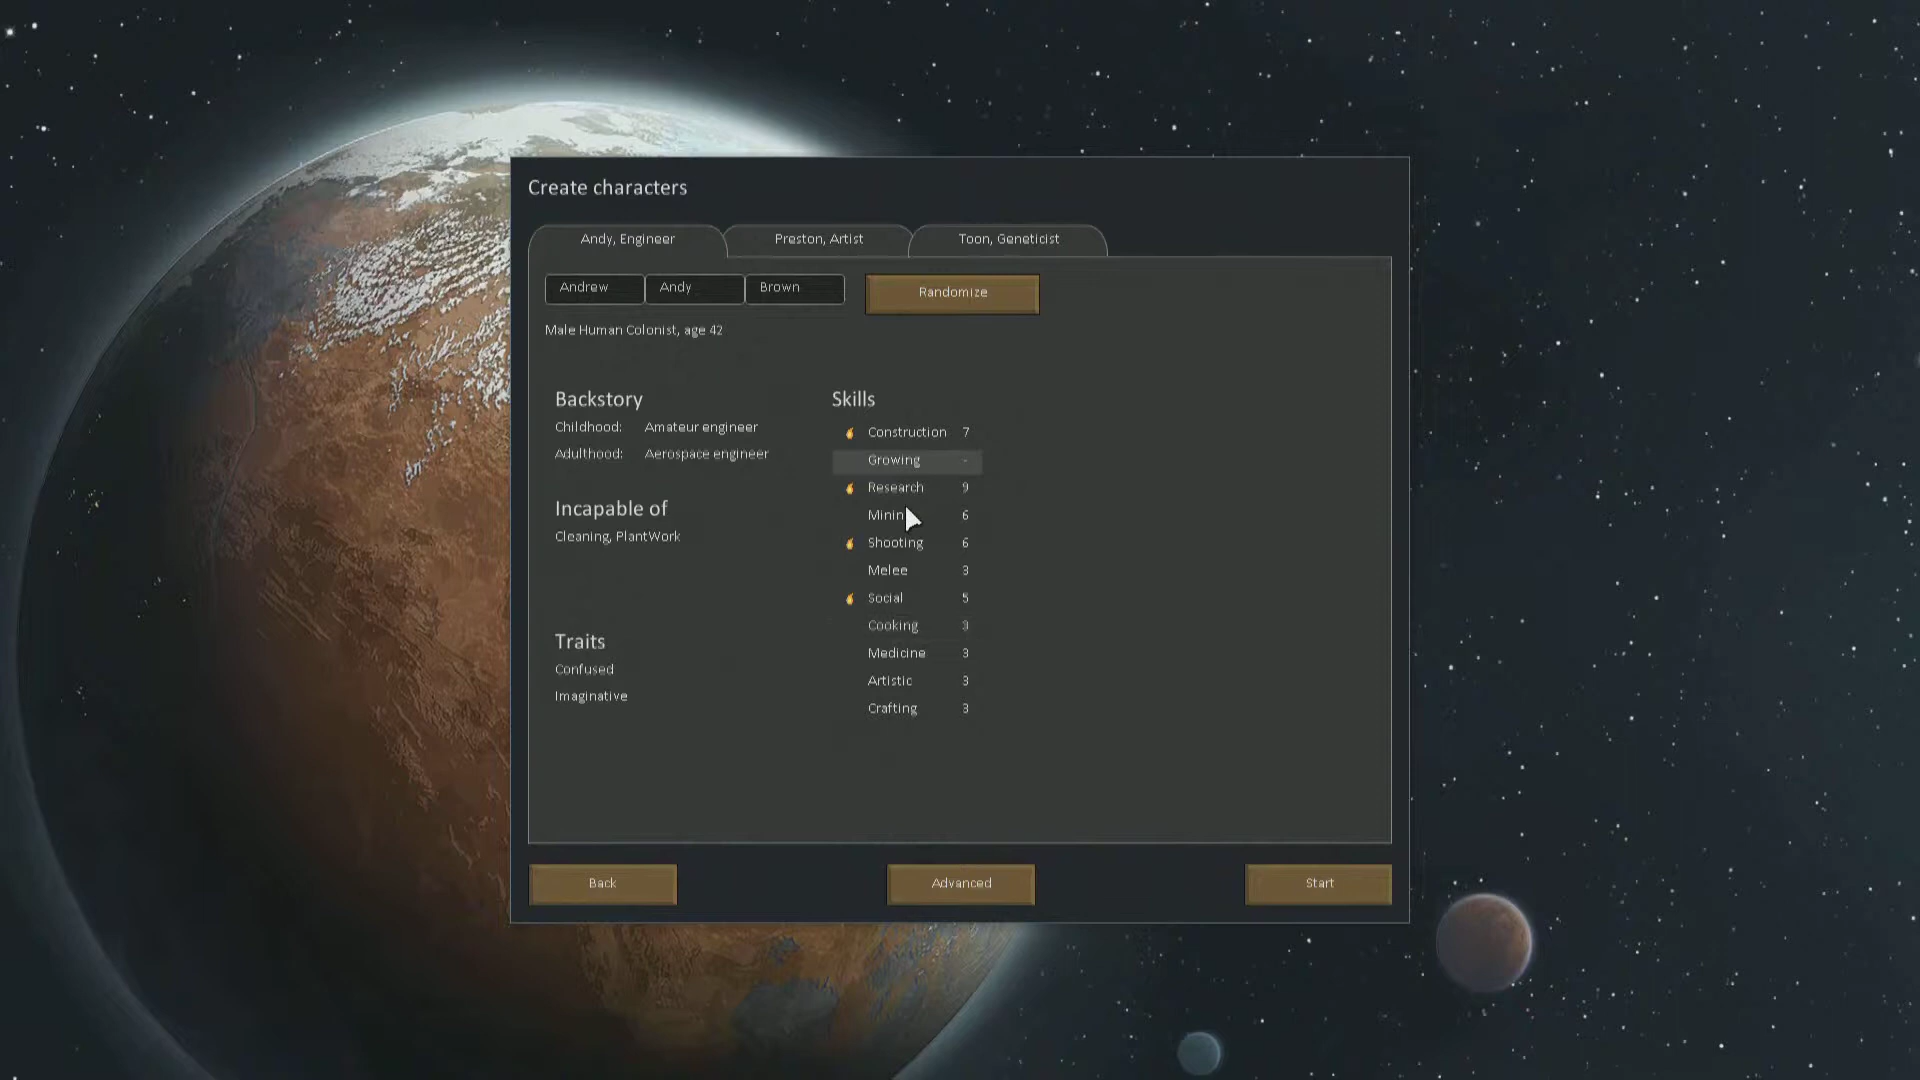 Create characters
Andy, Engineer
Preston, Artist
Toon, Geneticist
Andrew
Andy
Brown
Randomize
Male Human Colonist, age 42
Backstory
Childhood: Amateur engineer
Adulthood: Aerospace engineer
Incapable of
Cleaning, PlantWork
Traits
Confused
Imaginative
Skills
Construction 7
Growing -
Research 9
Minin 6
Shooting 6
Melee 3
Social 5
Cooking 3
Medicine 3
Artistic 3
Crafting 3
Back
Advanced
Start